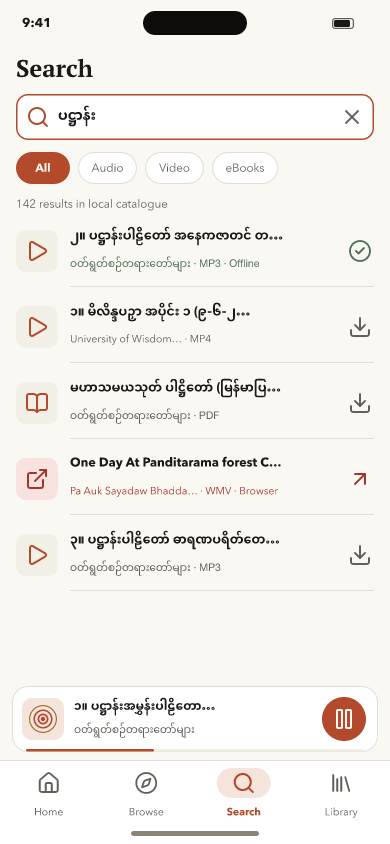 9:41
Search
ပဋ္ဌာန်း
All
Audio
Video
eBooks
142 results in local catalogue
၂။ ပဋ္ဌာန်းပါဠိတော် အနေကဇာတင် တ...
ဝတ်ရွတ်စဉ်တရားတော်များ · MP3 · Offline
၁။ မိလိန္ဒပဉှာ အပိုင်း ၁ (၉-၆-၂...
University of Wisdom... · MP4
မဟာသမယသုတ် ပါဠိတော် (မြန်မာပြ...
ဝတ်ရွတ်စဉ်တရားတော်များ · PDF
One Day At Panditarama forest C...
Pa Auk Sayadaw Bhadda... · WMV · Browser
၃။ ပဋ္ဌာန်းပါဠိတော် ဓာရဏပရိတ်တေ...
ဝတ်ရွတ်စဉ်တရားတော်များ · MP3
၁။ ပဋ္ဌာန်းအမွှန်းပါဠိတော...
ဝတ်ရွတ်စဉ်တရားတော်များ
Home
Browse
Search
Library